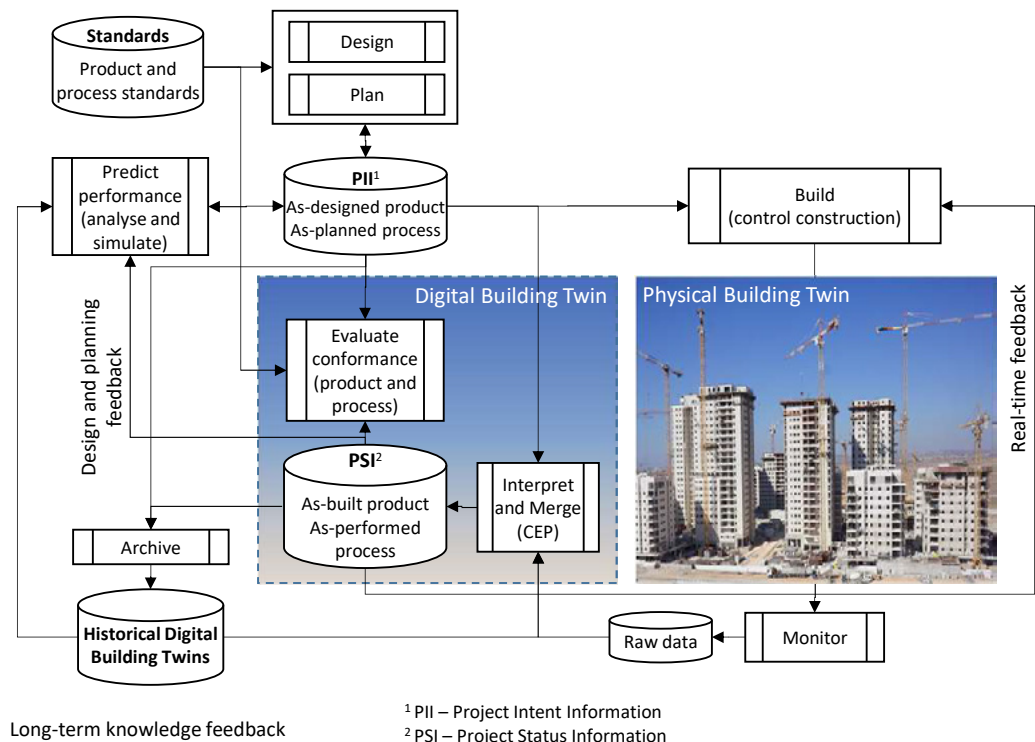 Standards
Product and
process standards
Design
Plan
Predict
performance
(analyse and
simulate)
PII¹
As-designed product
As-planned process
Build
(control construction)
Digital Building Twin
Physical Building Twin
Evaluate
conformance
(product and
process)
Design and planning
feedback
Real-time feedback
PSI²
As-built product
As-performed
process
Interpret
and Merge
(CEP)
Archive
Historical Digital
Building Twins
Raw data
Monitor
Long-term knowledge feedback
¹ PII – Project Intent Information
² PSI – Project Status Information